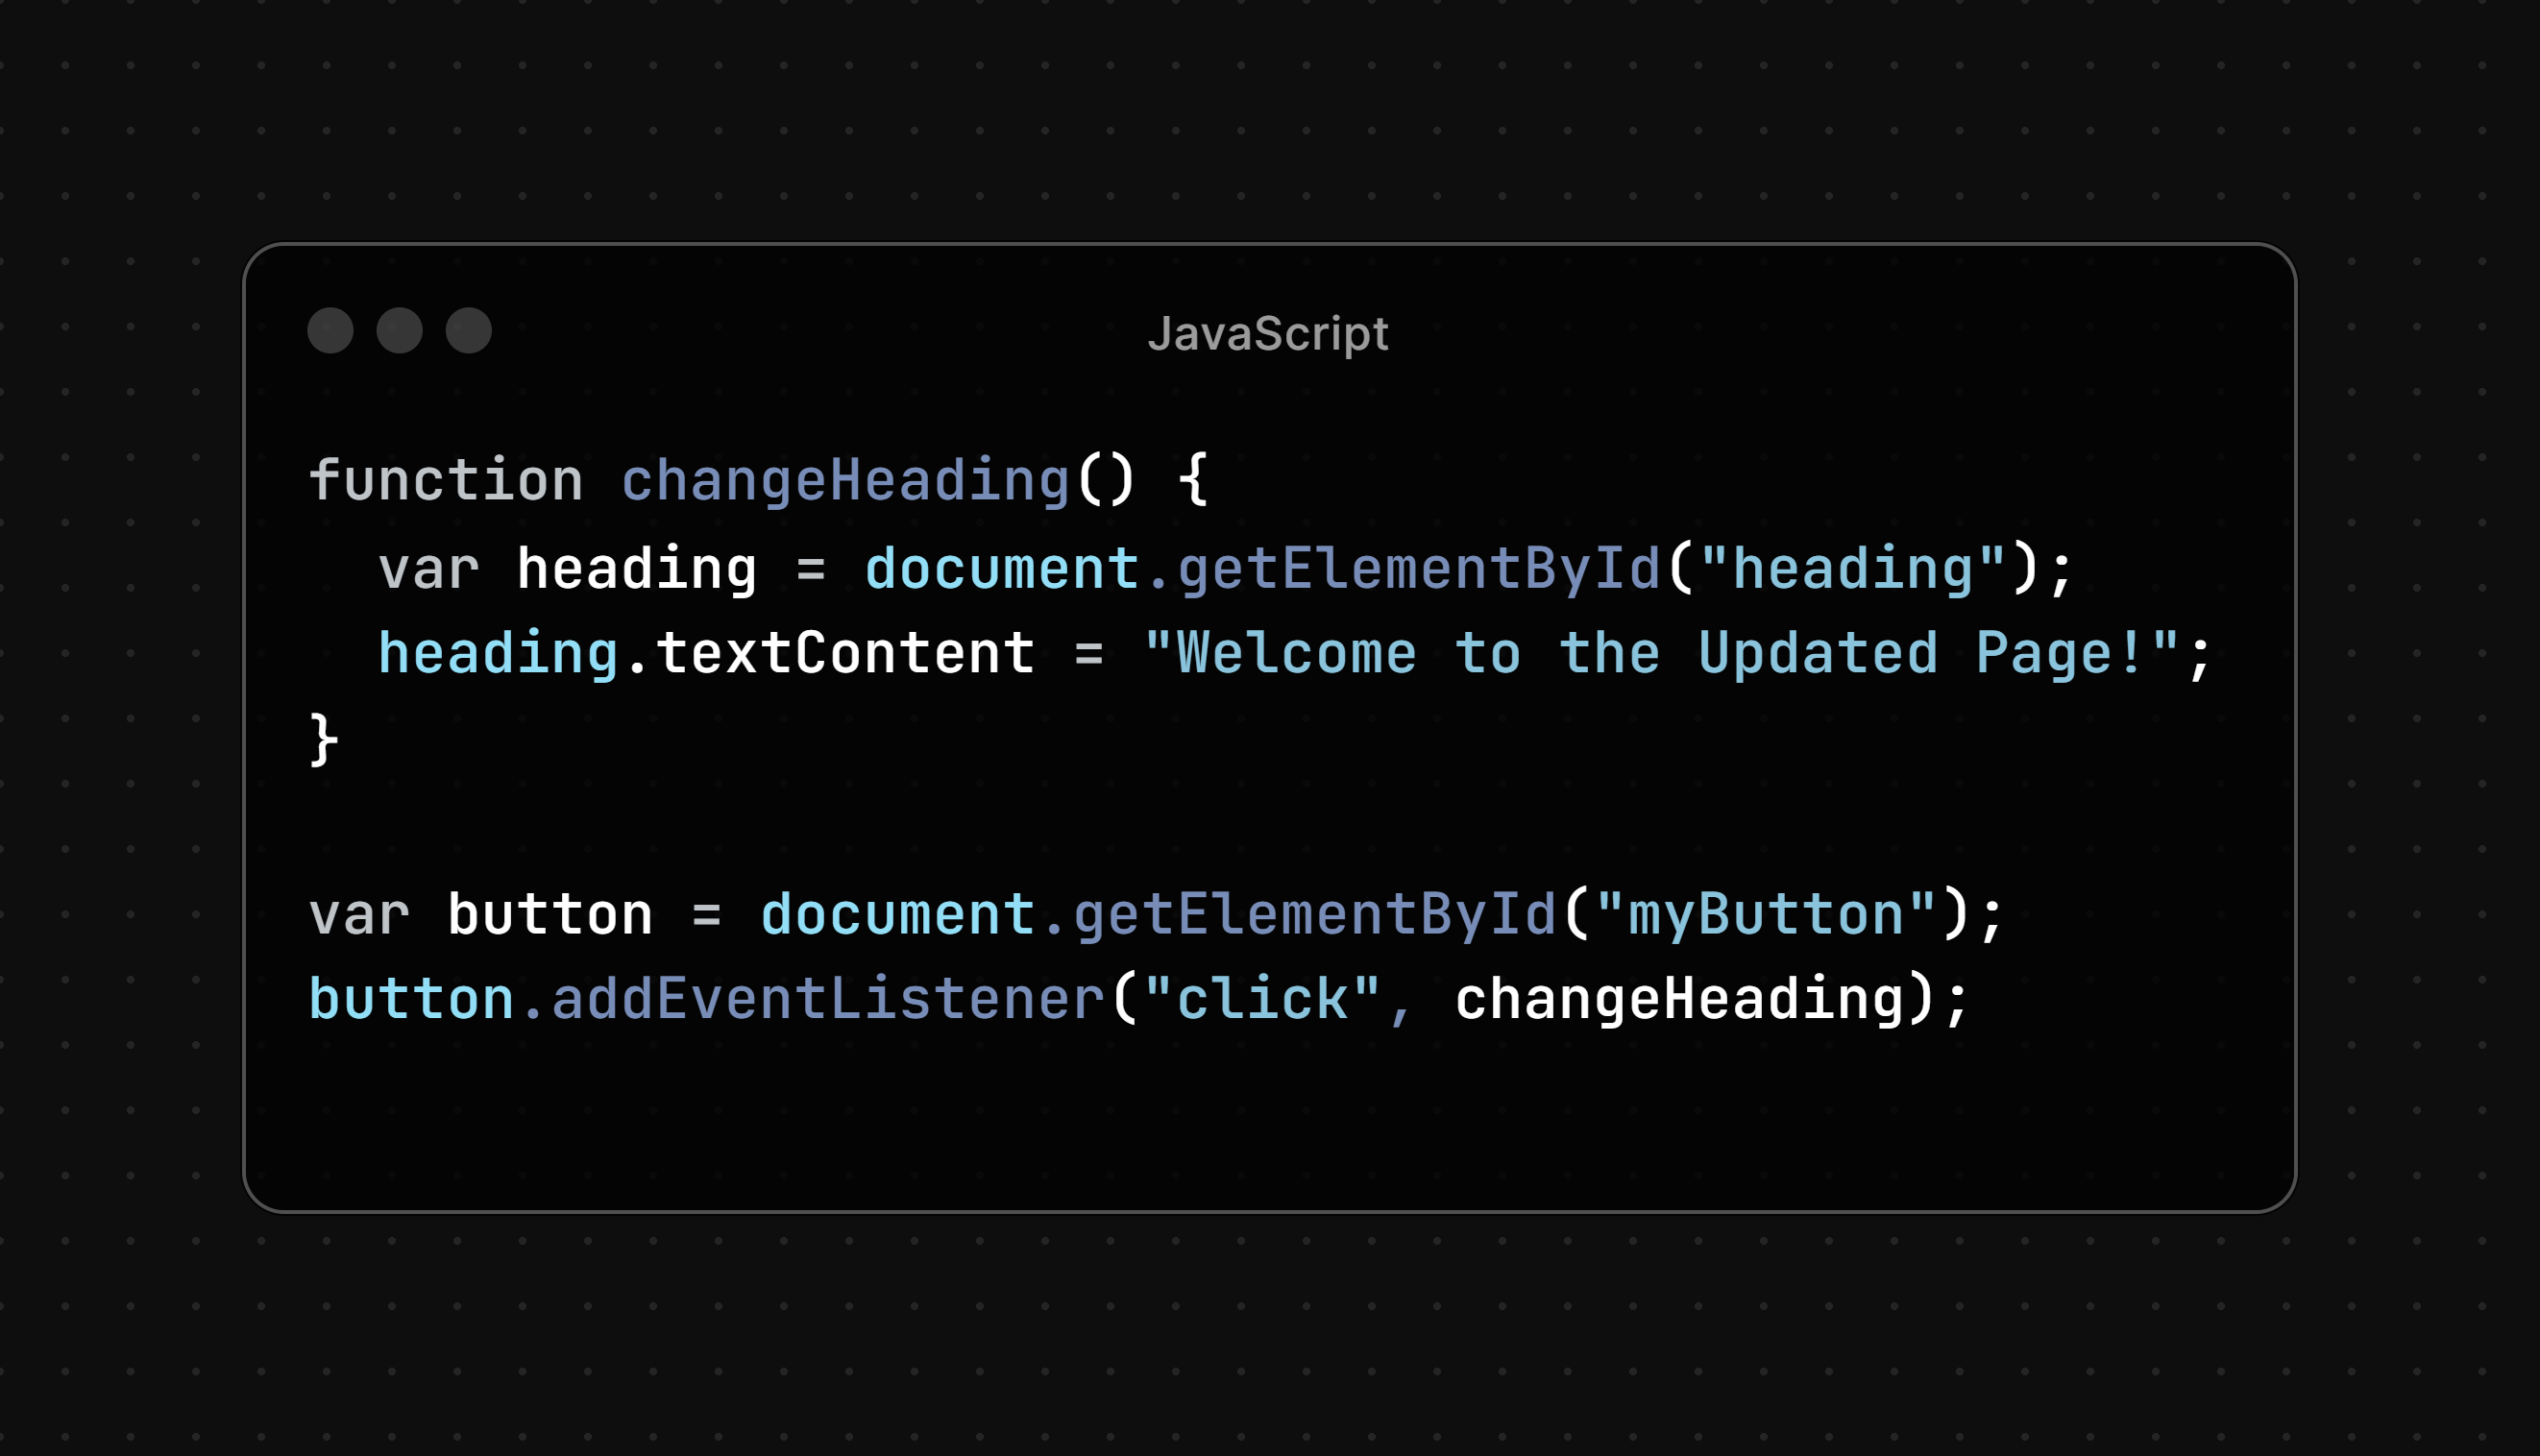 JavaScript
function changeHeading() {
  var heading = document.getElementById("heading");
  heading.textContent = "Welcome to the Updated Page!";
}
var button = document.getElementById("myButton");
button.addEventListener("click", changeHeading);